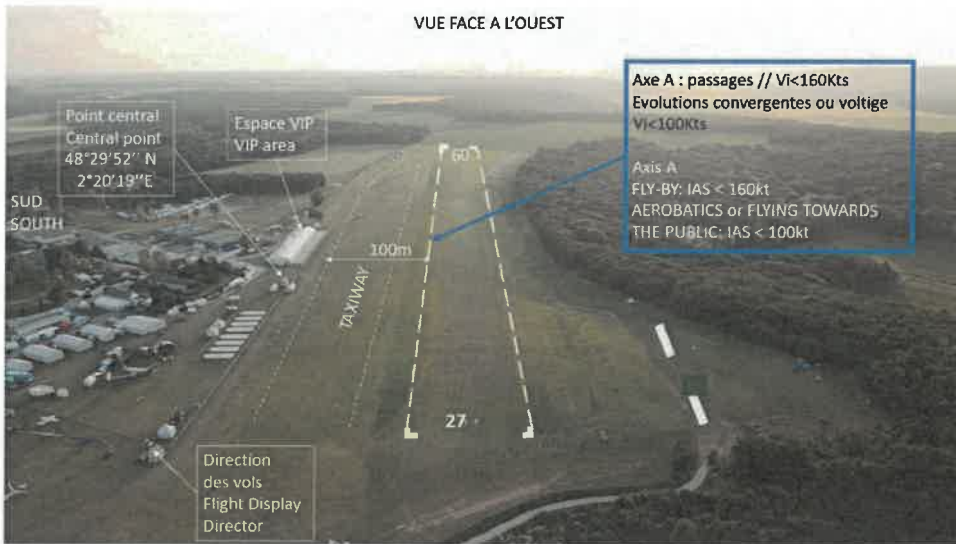 VUE FACE A L'OUEST
Axe A : passages // Vi<160Kts
Evolutions convergentes ou voltige
Vi<100Kts
Axis A
FLY-BY: IAS < 160kt
AEROBATICS or FLYING TOWARDS
THE PUBLIC: IAS < 100kt
Point central
Central point
48°29'52'' N
2°20'19''E
Espace VIP
VIP area
60
SUD
SOUTH
100m
TAXIWAY
27
Direction
des vols
Flight Display
Director